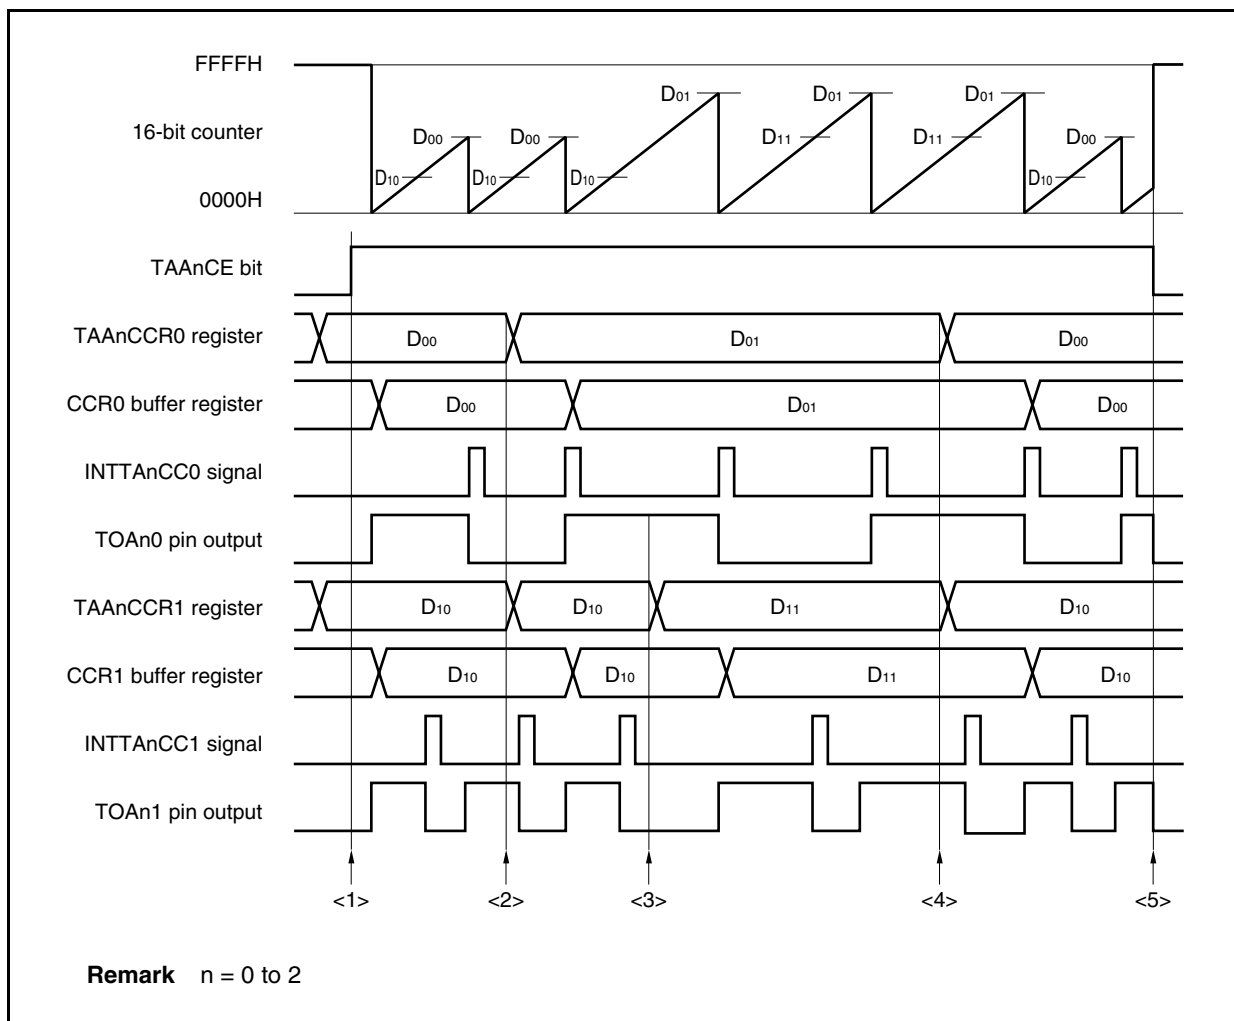 FFFFH
D01 D01 D01
16-bit counter D00 D00 D11 D11 D00
D10 D10 D10 D10
0000H
TAAnCE bit
TAAnCCR0 register D00 D01 D00
CCR0 buffer register D00 D01 D00
INTTAnCC0 signal
TOAn0 pin output
TAAnCCR1 register D10 D10 D11 D10
CCR1 buffer register D10 D10 D11 D10
INTTAnCC1 signal
TOAn1 pin output
<1> <2> <3> <4> <5>
Remark n = 0 to 2